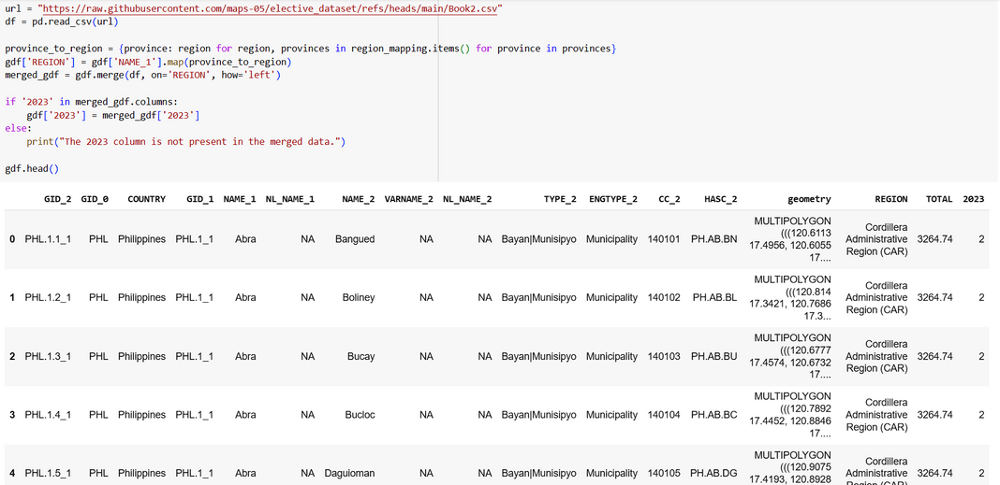 url = "https://raw.githubusercontent.com/maps-05/elective_dataset/refs/heads/main/Book2.csv"
df = pd.read_csv(url)
province_to_region = {province: region for region, provinces in region_mapping.items() for province in provinces}
gdf['REGION'] = gdf['NAME_1'].map(province_to_region)
merged_gdf = gdf.merge(df, on='REGION', how='left')
if '2023' in merged_gdf.columns:
    gdf['2023'] = merged_gdf['2023']
else:
    print("The 2023 column is not present in the merged data.")
gdf.head()
GID_2 GID_0 COUNTRY GID_1 NAME_1 NL_NAME_1 NAME_2 VARNAME_2 NL_NAME_2 TYPE_2 ENGTYPE_2 CC_2 HASC_2 geometry REGION TOTAL 2023
MULTIPOLYGON
(((120.6113 Cordillera
0 PHL.1.1_1 PHL Philippines PHL.1_1 Abra NA Bangued NA NA Bayan|Munisipyo Municipality 140101 PH.AB.BN 17.4956, 120.6055 Administrative 3264.74 2
17.... Region (CAR)
MULTIPOLYGON
(((120.814 Cordillera
1 PHL.1.2_1 PHL Philippines PHL.1_1 Abra NA Boliney NA NA Bayan|Munisipyo Municipality 140102 PH.AB.BL 17.3421, 120.7686 Administrative 3264.74 2
17.3... Region (CAR)
MULTIPOLYGON
(((120.6777 Cordillera
2 PHL.1.3_1 PHL Philippines PHL.1_1 Abra NA Bucay NA NA Bayan|Munisipyo Municipality 140103 PH.AB.BU 17.4574, 120.6732 Administrative 3264.74 2
17.... Region (CAR)
MULTIPOLYGON
(((120.7892 Cordillera
3 PHL.1.4_1 PHL Philippines PHL.1_1 Abra NA Bucloc NA NA Bayan|Munisipyo Municipality 140104 PH.AB.BC 17.4452, 120.8846 Administrative 3264.74 2
17.... Region (CAR)
MULTIPOLYGON
(((120.9075 Cordillera
4 PHL.1.5_1 PHL Philippines PHL.1_1 Abra NA Daguioman NA NA Bayan|Munisipyo Municipality 140105 PH.AB.DG 17.4193, 120.8928 Administrative 3264.74 2